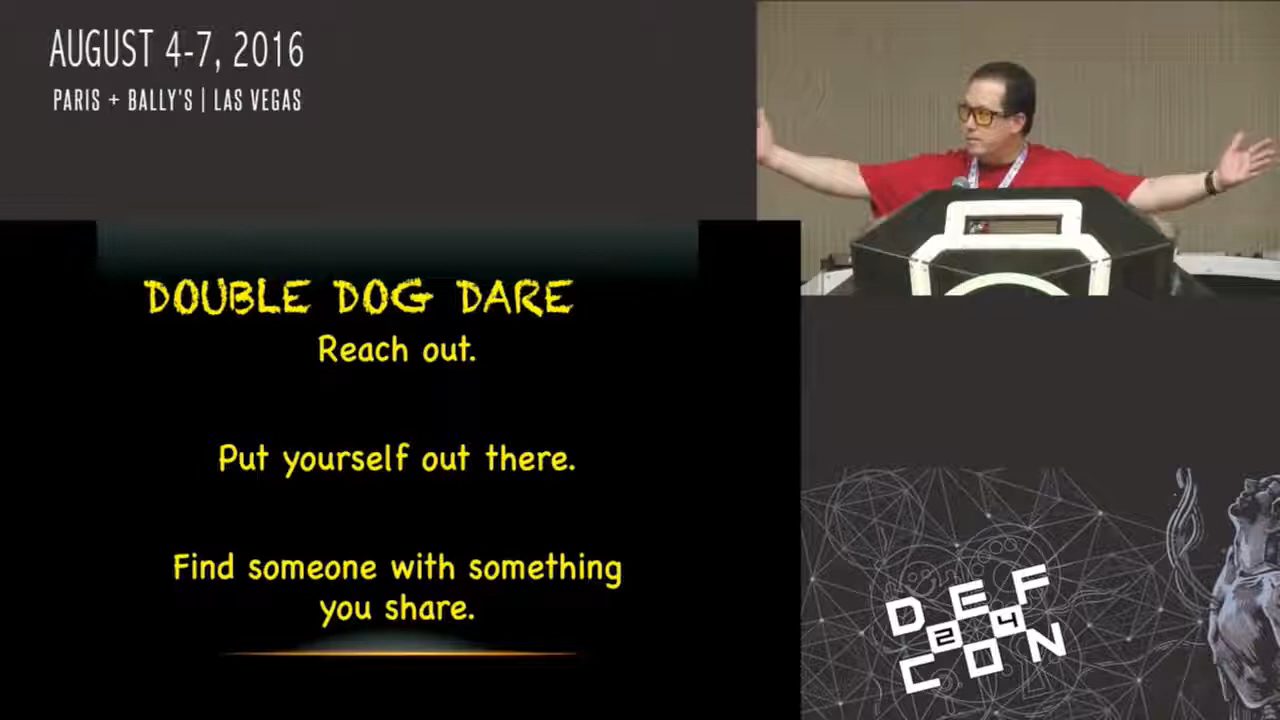 AUGUST 4-7, 2016
PARIS + BALLY'S | LAS VEGAS
DOUBLE DOG DARE
Reach out.
Put yourself out there.
Find someone with something
you share.
DEF
24
CON